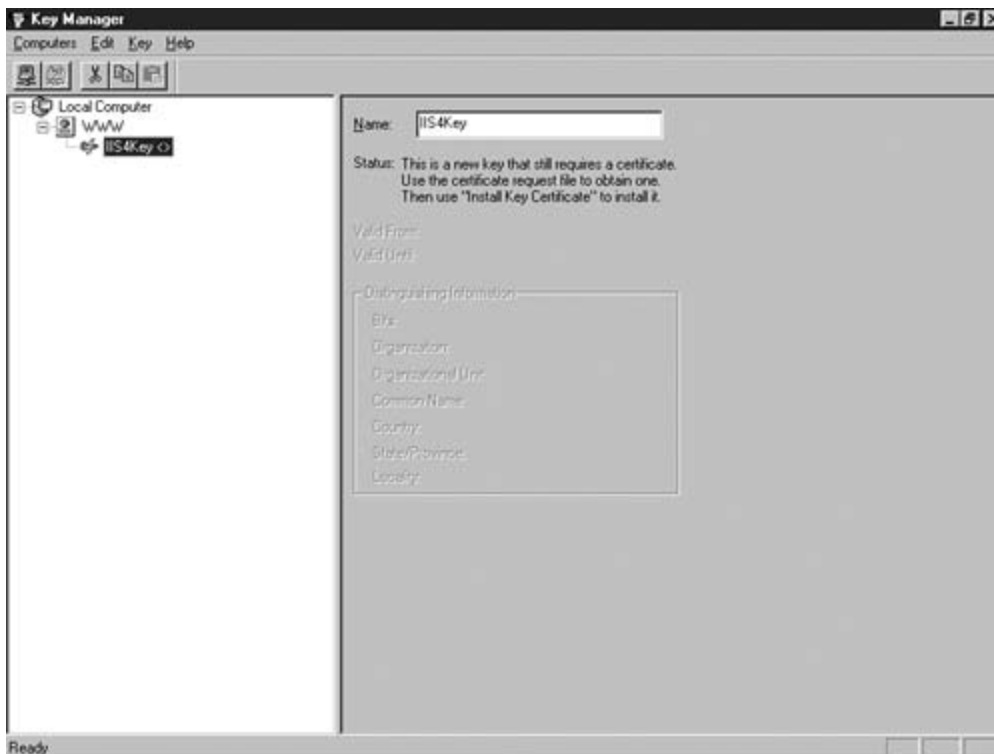 Key Manager
Computers Edit Key Help
Local Computer
WWW
IIS4Key <>
Name: IIS4Key
Status: This is a new key that still requires a certificate.
Use the certificate request file to obtain one.
Then use "Install Key Certificate" to install it.
Valid From:
Valid Until:
Distinguishing Information
Bits:
Organization:
Organizational Unit:
Common Name:
Country:
State/Province:
Locality:
Ready